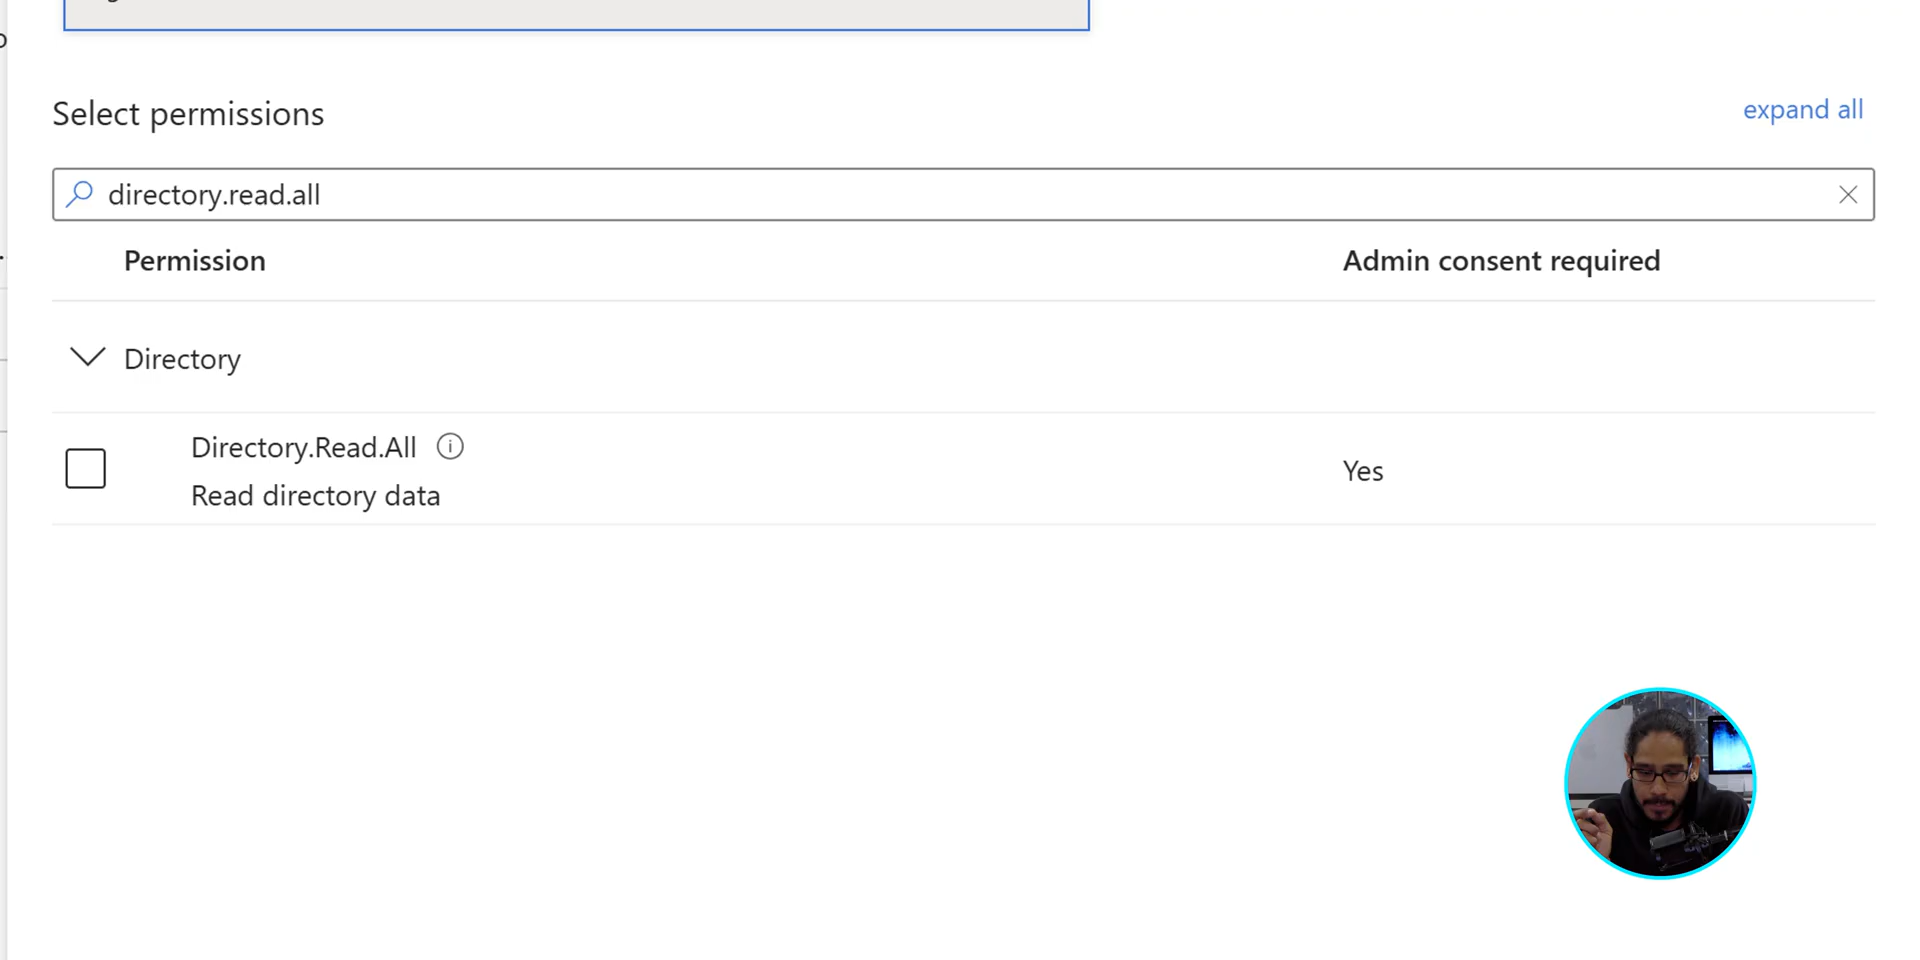 Select permissions
expand all
directory.read.all
Permission
Admin consent required
Directory
Directory.Read.All
Read directory data
Yes